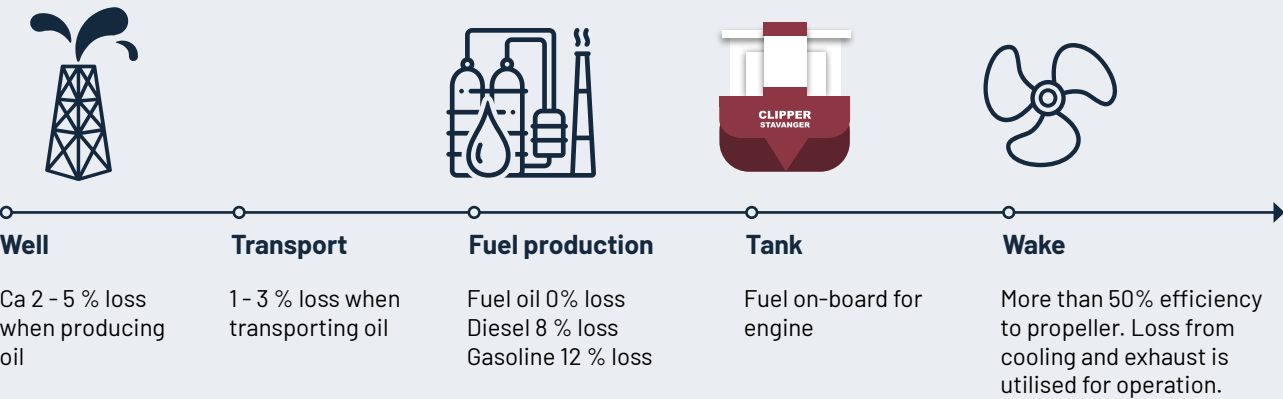 CLIPPER
STAVANGER
Well
Ca 2 - 5 % loss
when producing
oil
Transport
1 - 3 % loss when
transporting oil
Fuel production
Fuel oil 0% loss
Diesel 8 % loss
Gasoline 12 % loss
Tank
Fuel on-board for
engine
Wake
More than 50% efficiency
to propeller. Loss from
cooling and exhaust is
utilised for operation.